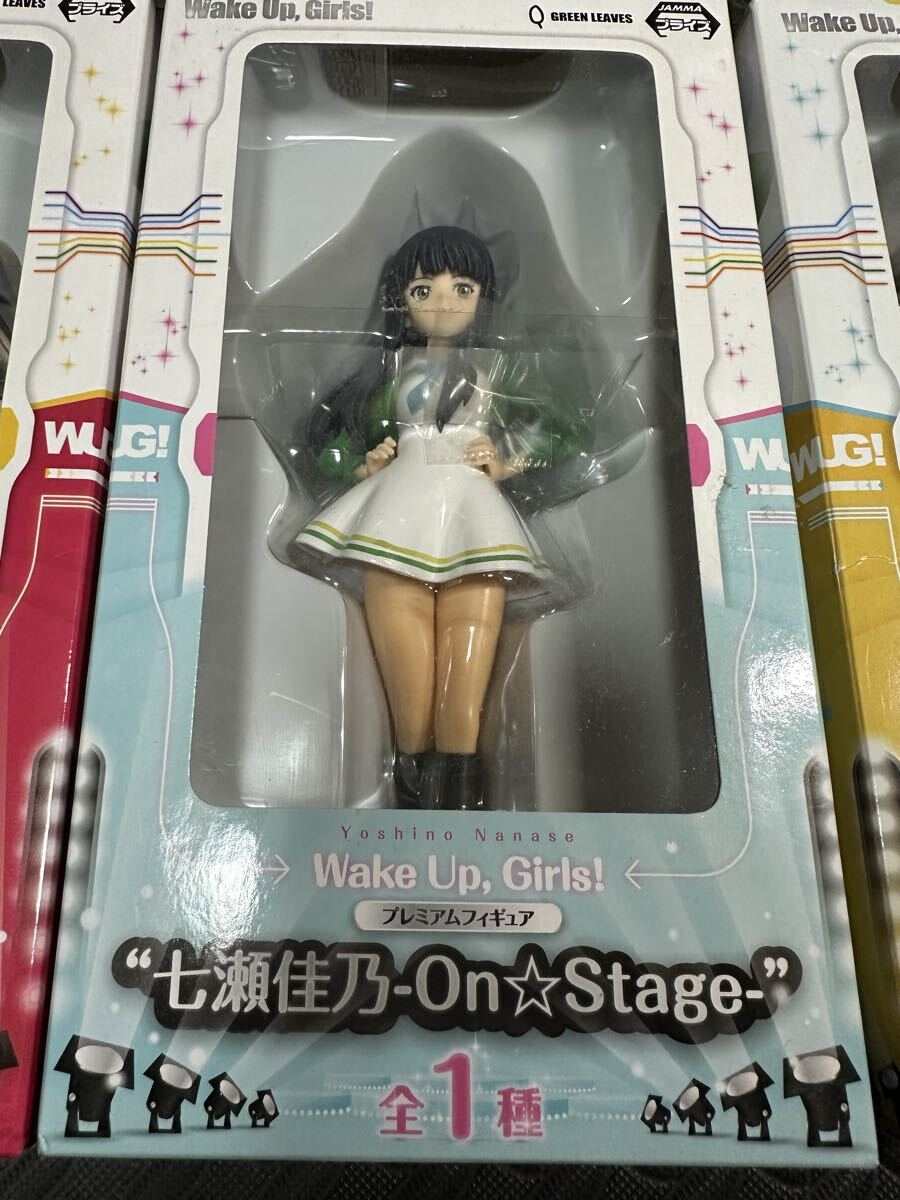 LEAVES
プライズ
Wake Up, Girls!
GREEN LEAVES
JAMMA
プライズ
Wake Up,
WUG!
WUG!
Yoshino Nanase
Wake Up, Girls!
プレミアムフィギュア
“七瀬佳乃-On☆Stage-”
全1種